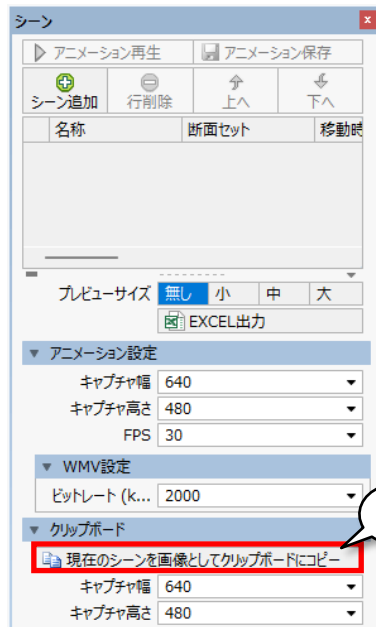 シーン
アニメーション再生 アニメーション保存
シーン追加 行削除 上へ 下へ
名称 断面セット 移動時
プレビューサイズ 無し 小 中 大
EXCEL出力
アニメーション設定
キャプチャ幅 640
キャプチャ高さ 480
FPS 30
WMV設定
ビットレート (k... 2000
クリップボード
現在のシーンを画像としてクリップボードにコピー
キャプチャ幅 640
キャプチャ高さ 480